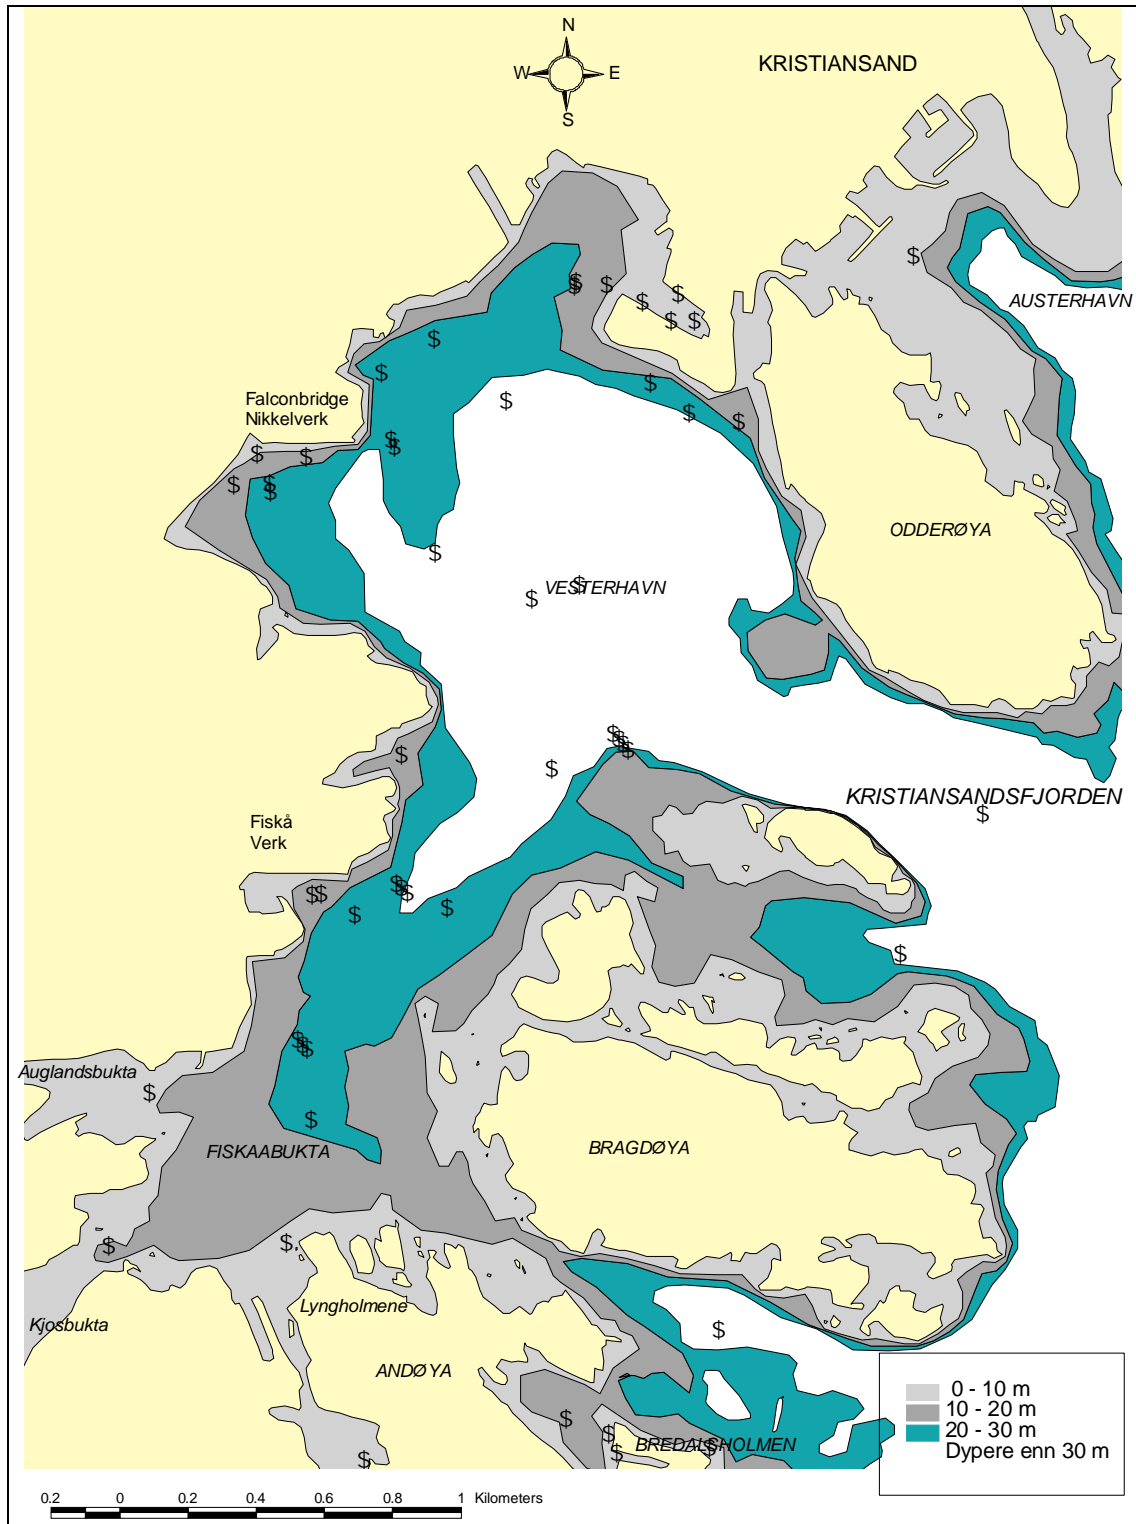 N
KRISTIANSAND
W
E
S
AUSTERHAVN
Falconbridge
Nikkelverk
ODDERØYA
VESTERHAVN
KRISTIANSANDSFJORDEN
Fiskå
Verk
Auglandsbukta
FISKAABUKTA
BRAGDØYA
Lyngholmene
Kjosbukta
ANDØYA
0 - 10 m
10 - 20 m
20 - 30 m
Dypere enn 30 m
BREDALSHOLMEN
0.2 0 0.2 0.4 0.6 0.8 1 Kilometers